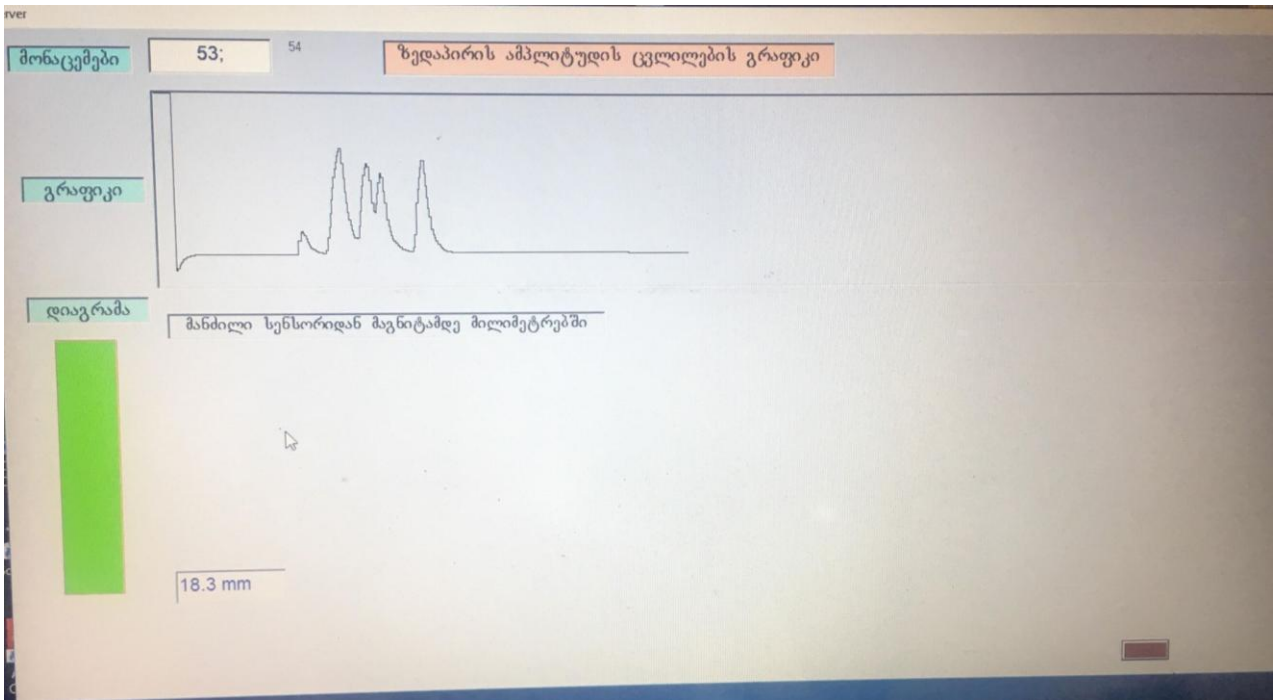 rver
მონაცემები
53;
54
ზედაპირის ამპლიტუდის ცვლილების გრაფიკი
გრაფიკი
დიაგრამა
მანძილი სენსორიდან მაგნიტამდე მილიმეტრებში
18.3 mm